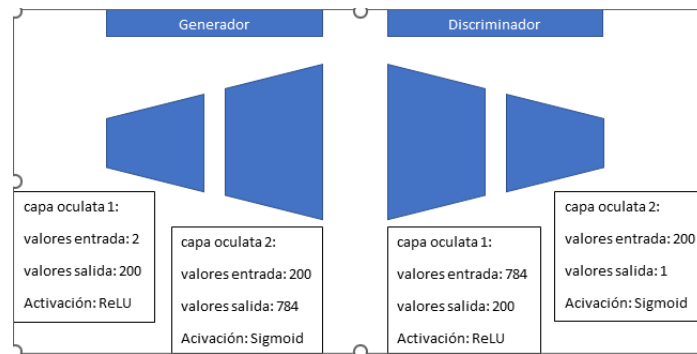 Generador
Discriminador
capa oculata 1:
valores entrada: 2
valores salida: 200
Activación: ReLU
capa oculata 2:
valores entrada: 200
valores salida: 784
Acivación: Sigmoid
capa oculata 1:
valores entrada: 784
valores salida: 200
Activación: ReLU
capa oculata 2:
valores entrada: 200
valores salida: 1
Activación: Sigmoid